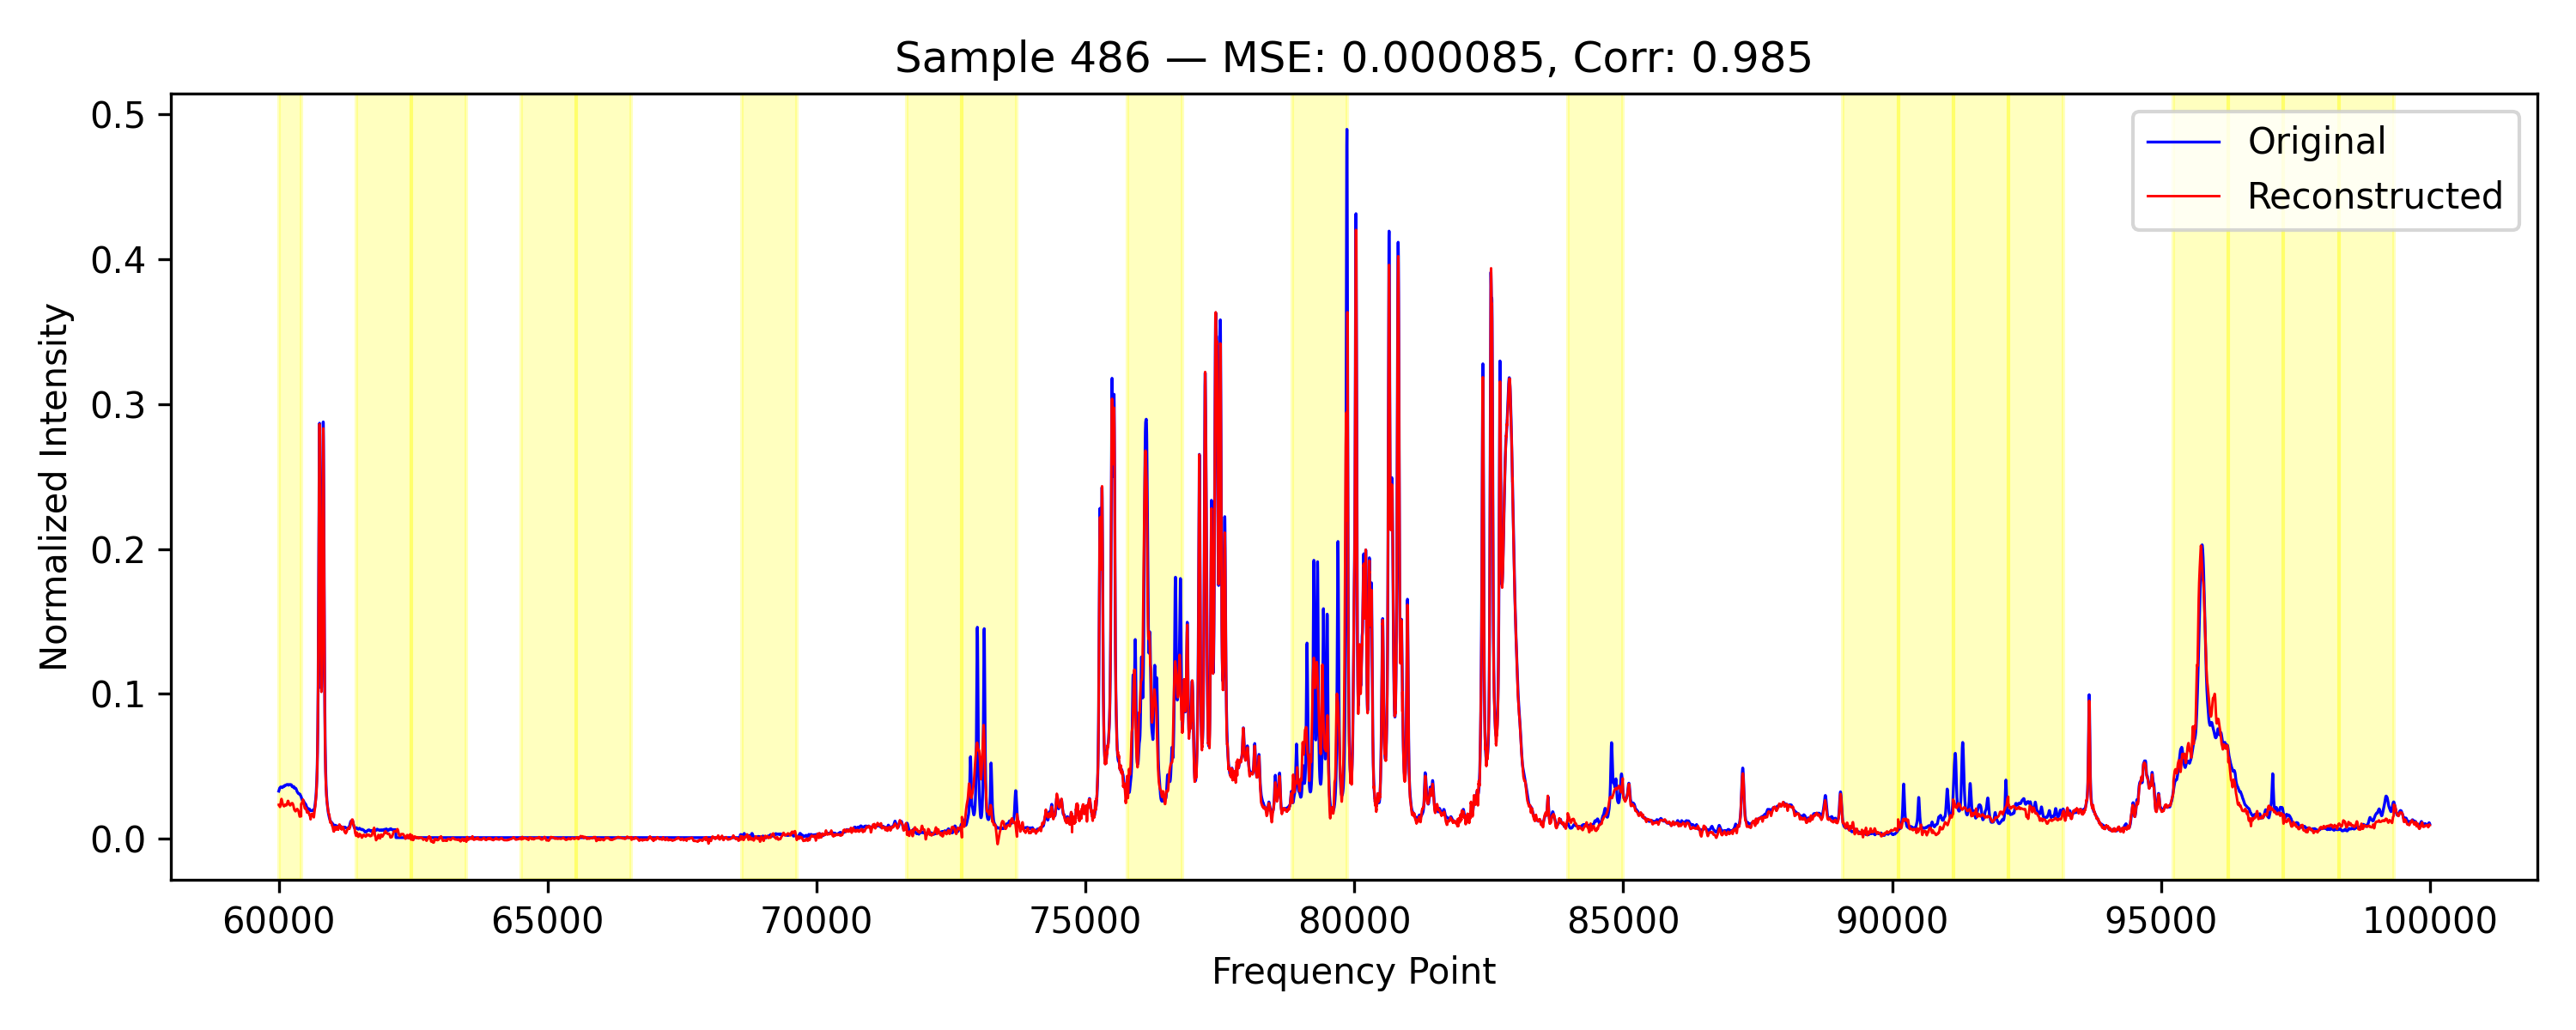 Sample 486 — MSE: 0.000085, Corr: 0.985
Original
Reconstructed
Normalized Intensity
0.5
0.4
0.3
0.2
0.1
0.0
60000 65000 70000 75000 80000 85000 90000 95000 100000
Frequency Point